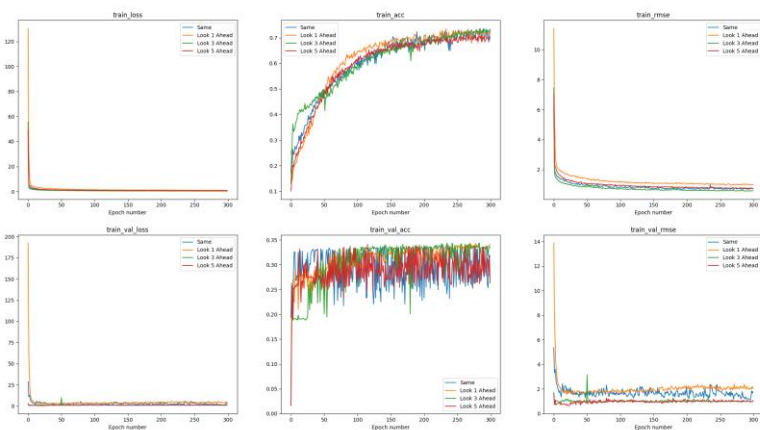 train_loss
Same
Look 1 Ahead
Look 3 Ahead
Look 5 Ahead
120
100
80
60
40
20
0
0 50 100 150 200 250 300
Epoch number
train_acc
Same
Look 1 Ahead
Look 3 Ahead
Look 5 Ahead
0.7
0.6
0.5
0.4
0.3
0.2
0.1
0 50 100 150 200 250 300
Epoch number
train_rmse
Same
Look 1 Ahead
Look 3 Ahead
Look 5 Ahead
10
8
6
4
2
0 50 100 150 200 250 300
Epoch number
train_val_loss
Same
Look 1 Ahead
Look 3 Ahead
Look 5 Ahead
200
175
150
125
100
75
50
25
0
0 50 100 150 200 250 300
Epoch number
train_val_acc
0.35
0.30
0.25
0.20
0.15
0.10
0.05
0.00
Same
Look 1 Ahead
Look 3 Ahead
Look 5 Ahead
0 50 100 150 200 250 300
Epoch number
train_val_rmse
Same
Look 1 Ahead
Look 3 Ahead
Look 5 Ahead
14
12
10
8
6
4
2
0
0 50 100 150 200 250 300
Epoch number